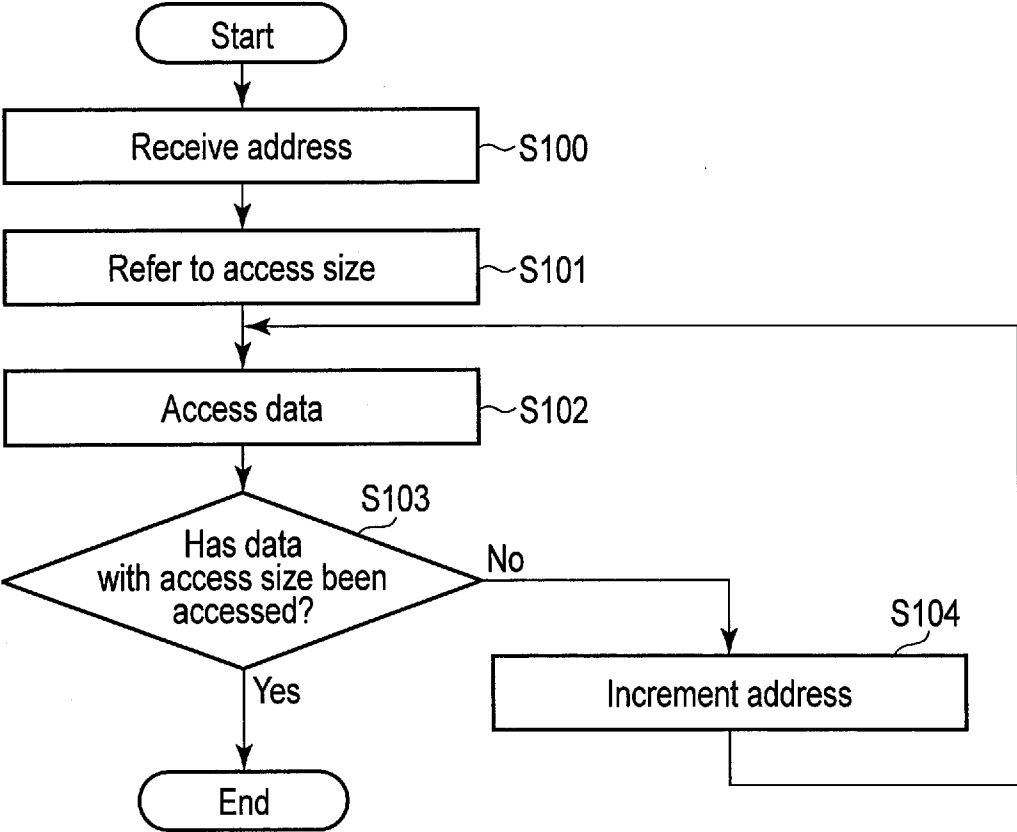 Start
Receive address
S100
Refer to access size
S101
Access data
S102
S103
Has data
with access size been
accessed?
No
S104
Increment address
Yes
End